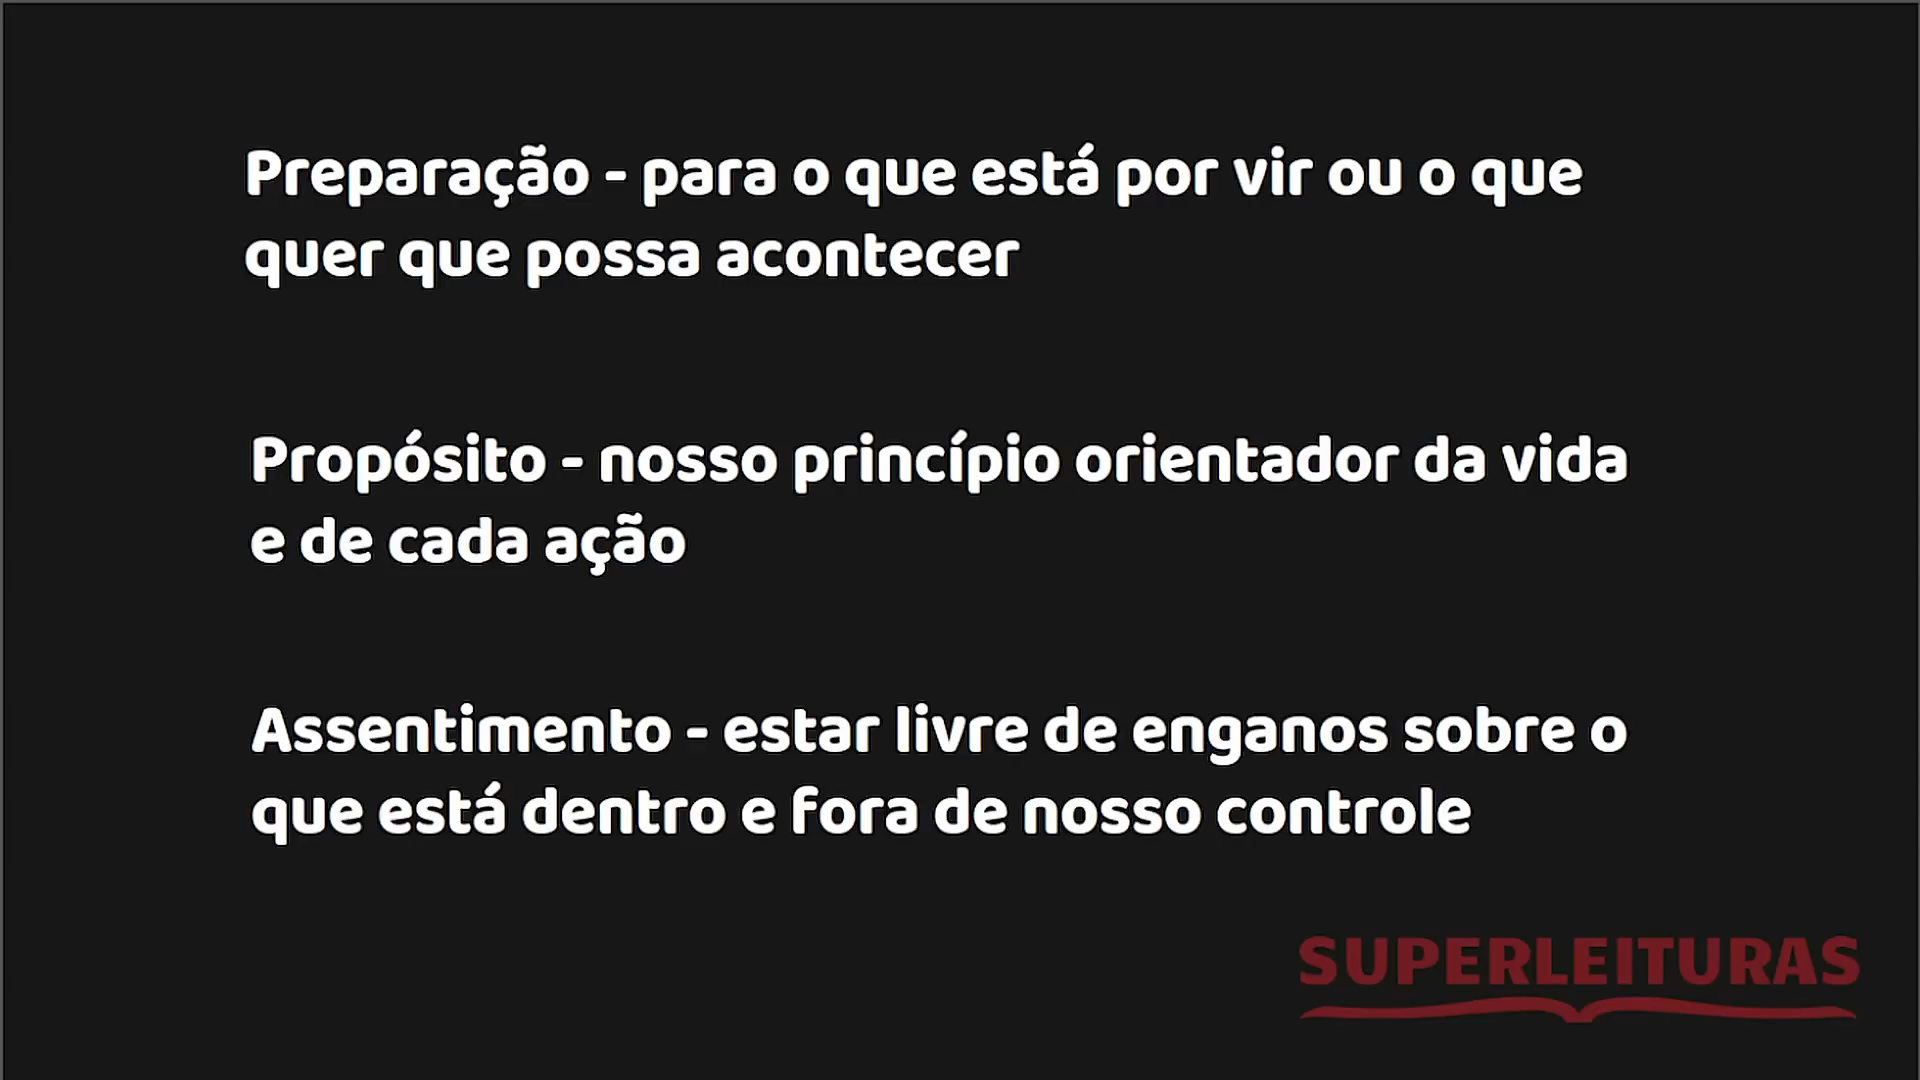 Preparação - para o que está por vir ou o que
quer que possa acontecer
Propósito - nosso princípio orientador da vida
e de cada ação
Assentimento - estar livre de enganos sobre o
que está dentro e fora de nosso controle
SUPERLEITURAS